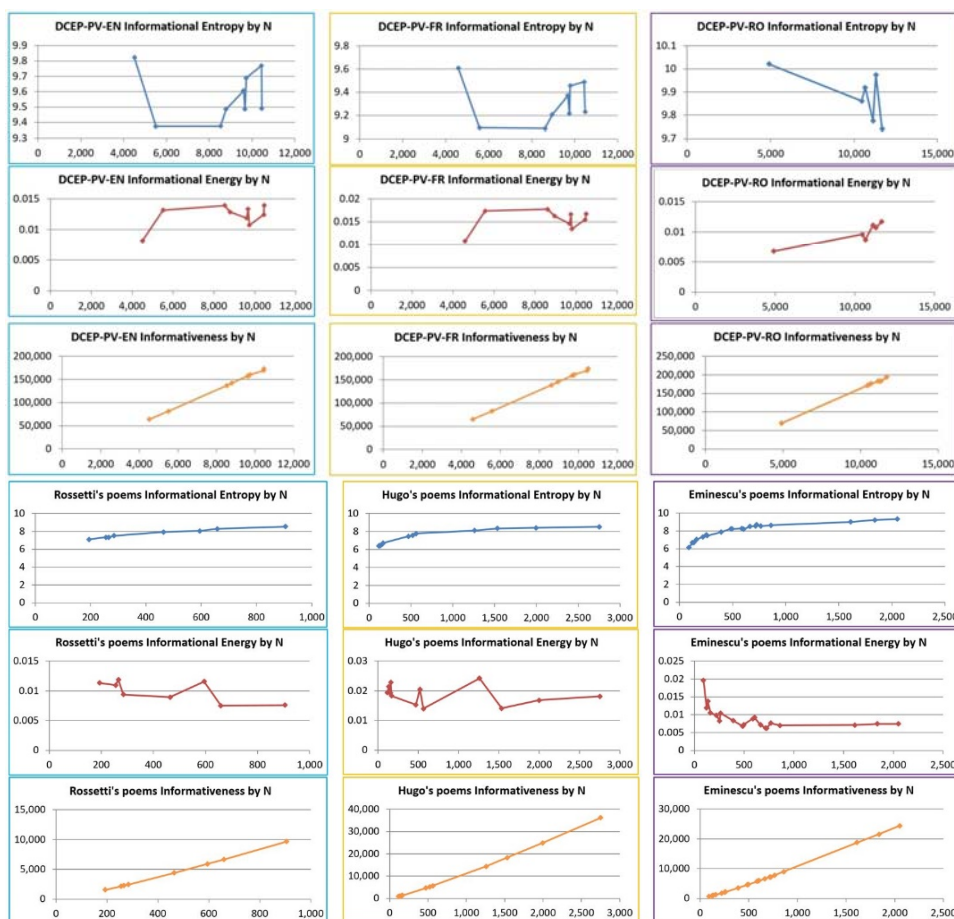 DCEP-PV-EN Informational Entropy by N
9.9
9.8
9.7
9.6
9.5
9.4
9.3
0 2,000 4,000 6,000 8,000 10,000 12,000
DCEP-PV-FR Informational Entropy by N
9.8
9.6
9.4
9.2
9
0 2,000 4,000 6,000 8,000 10,000 12,000
DCEP-PV-RO Informational Entropy by N
10.1
10
9.9
9.8
9.7
0 5,000 10,000 15,000
DCEP-PV-EN Informational Energy by N
0.015
0.01
0.005
0
0 2,000 4,000 6,000 8,000 10,000 12,000
DCEP-PV-FR Informational Energy by N
0.02
0.015
0.01
0.005
0
0 2,000 4,000 6,000 8,000 10,000 12,000
DCEP-PV-RO Informational Energy by N
0.015
0.01
0.005
0
0 5,000 10,000 15,000
DCEP-PV-EN Informativeness by N
200,000
150,000
100,000
50,000
0
0 2,000 4,000 6,000 8,000 10,000 12,000
DCEP-PV-FR Informativeness by N
200,000
150,000
100,000
50,000
0
0 2,000 4,000 6,000 8,000 10,000 12,000
DCEP-PV-RO Informativeness by N
250,000
200,000
150,000
100,000
50,000
0
0 5,000 10,000 15,000
Rossetti's poems Informational Entropy by N
10
8
6
4
2
0
0 200 400 600 800 1,000
Hugo's poems Informational Entropy by N
10
8
6
4
2
0
0 500 1,000 1,500 2,000 2,500 3,000
Eminescu's poems Informational Entropy by N
10
8
6
4
2
0
0 500 1,000 1,500 2,000 2,500
Rossetti's poems Informational Energy by N
0.015
0.01
0.005
0
0 200 400 600 800 1,000
Hugo's poems Informational Energy by N
0.03
0.02
0.01
0
0 500 1,000 1,500 2,000 2,500 3,000
Eminescu's poems Informational Energy by N
0.025
0.02
0.015
0.01
0.005
0
0 500 1,000 1,500 2,000 2,500
Rossetti's poems Informativeness by N
15,000
10,000
5,000
0
0 200 400 600 800 1,000
Hugo's poems Informativeness by N
40,000
30,000
20,000
10,000
0
0 500 1,000 1,500 2,000 2,500 3,000
Eminescu's poems Informativeness by N
30,000
20,000
10,000
0
0 500 1,000 1,500 2,000 2,500